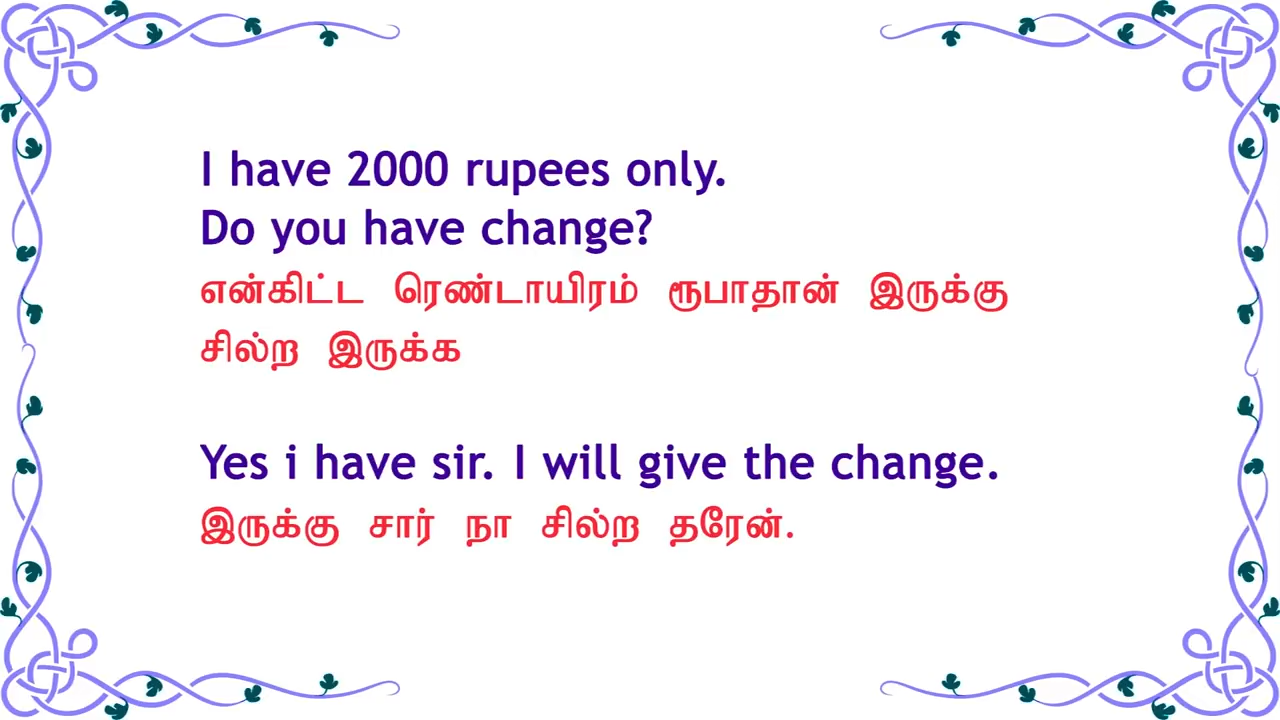 I have 2000 rupees only.
Do you have change?
என்கிட்ட ரெண்டாயிரம் ரூபாதான் இருக்கு
சில்ற இருக்க
Yes i have sir. I will give the change.
இருக்கு சார் நா சில்ற தரேன்.